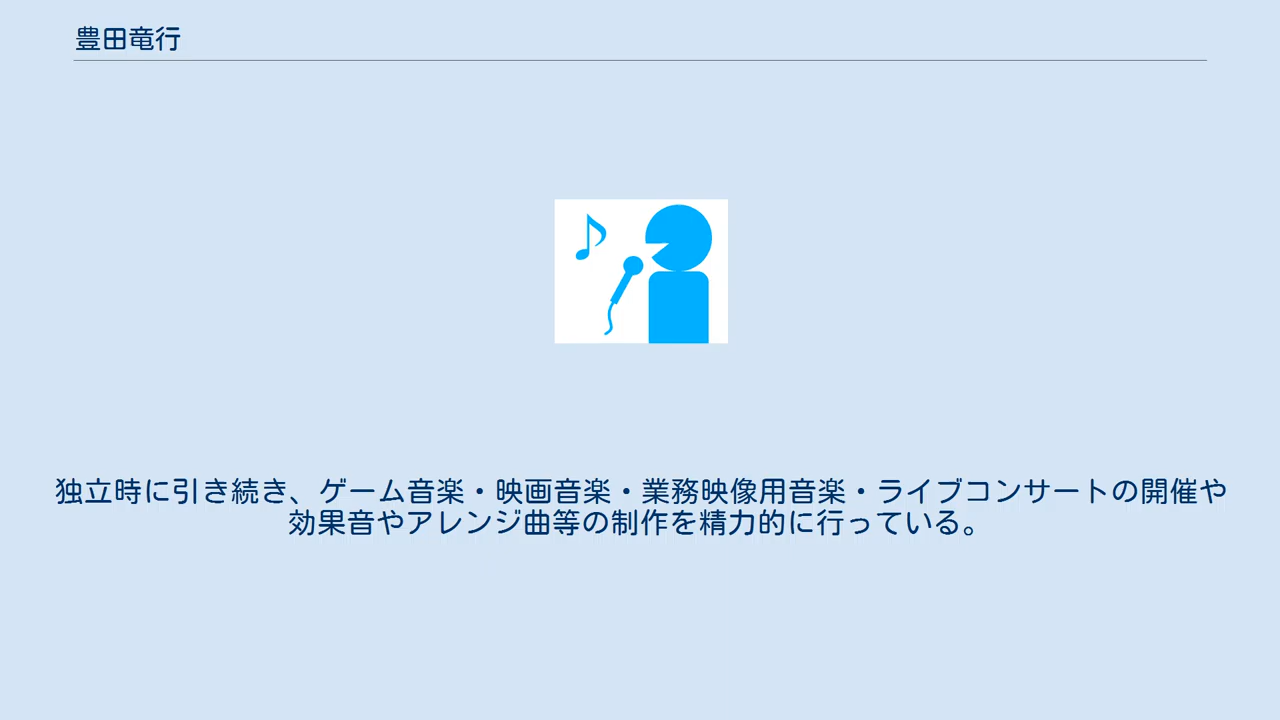 豊田竜行
独立時に引き続き、ゲーム音楽・映画音楽・業務映像用音楽・ライブコンサートの開催や
効果音やアレンジ曲等の制作を精力的に行っている。